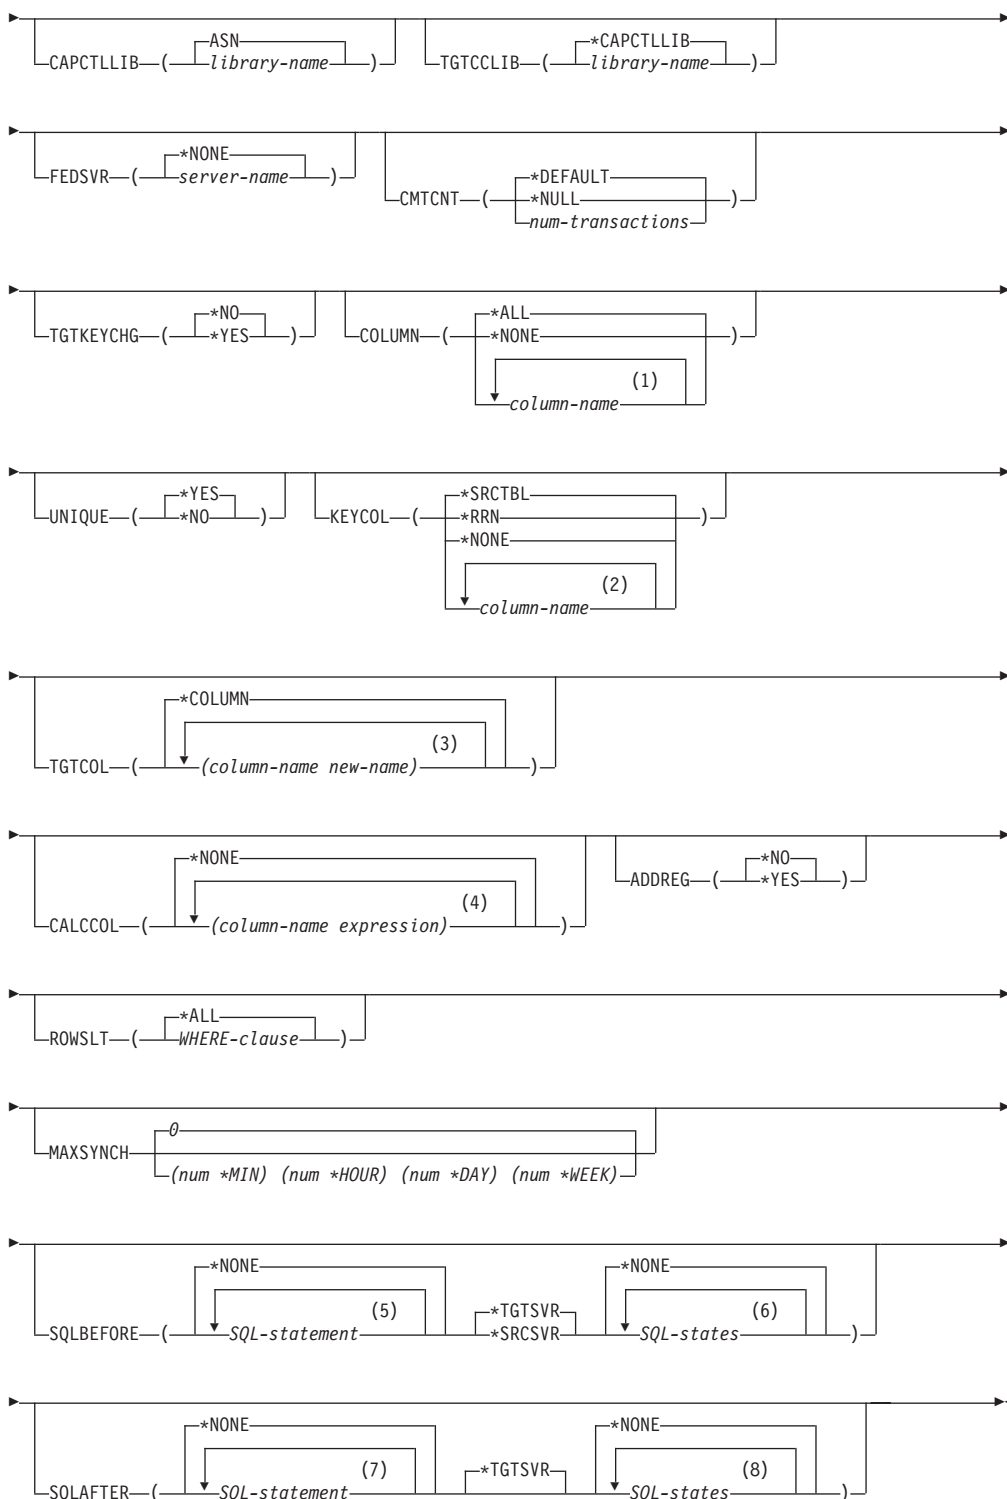 ASN *CAPCTLLIB
CAPCTLLIB ( library-name ) TGTCCLIB ( library-name )
*NONE *DEFAULT
FEDSVR ( server-name ) *NULL
CMTCNT ( num-transactions )
*NO *ALL
TGTKEYCHG ( *YES ) COLUMN ( *NONE )
(1)
column-name
*YES *SRCTBL
UNIQUE ( *NO ) KEYCOL ( *RRN )
*NONE
(2)
column-name
*COLUMN
(3)
TGTCOL ( (column-name new-name) )
*NONE *NO
(4) ADDREG ( *YES )
CALCCOL ( (column-name expression) )
*ALL
ROWSLT ( WHERE-clause )
0
MAXSYNCH
(num *MIN) (num *HOUR) (num *DAY) (num *WEEK)
*NONE *NONE
(5) *TGTSVR (6)
SQLBEFORE ( SQL-statement *SRCSVR SQL-states )
*NONE *NONE
(7) *TGTSVR (8)
SQLAFTER ( SQL-statement SQL-states )